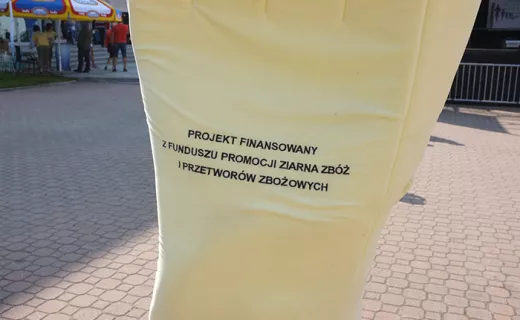 PROJEKT FINANSOWANY
Z FUNDUSZU PROMOCJI ZIARNA ZBÓŻ
I PRZETWORÓW ZBOŻOWYCH